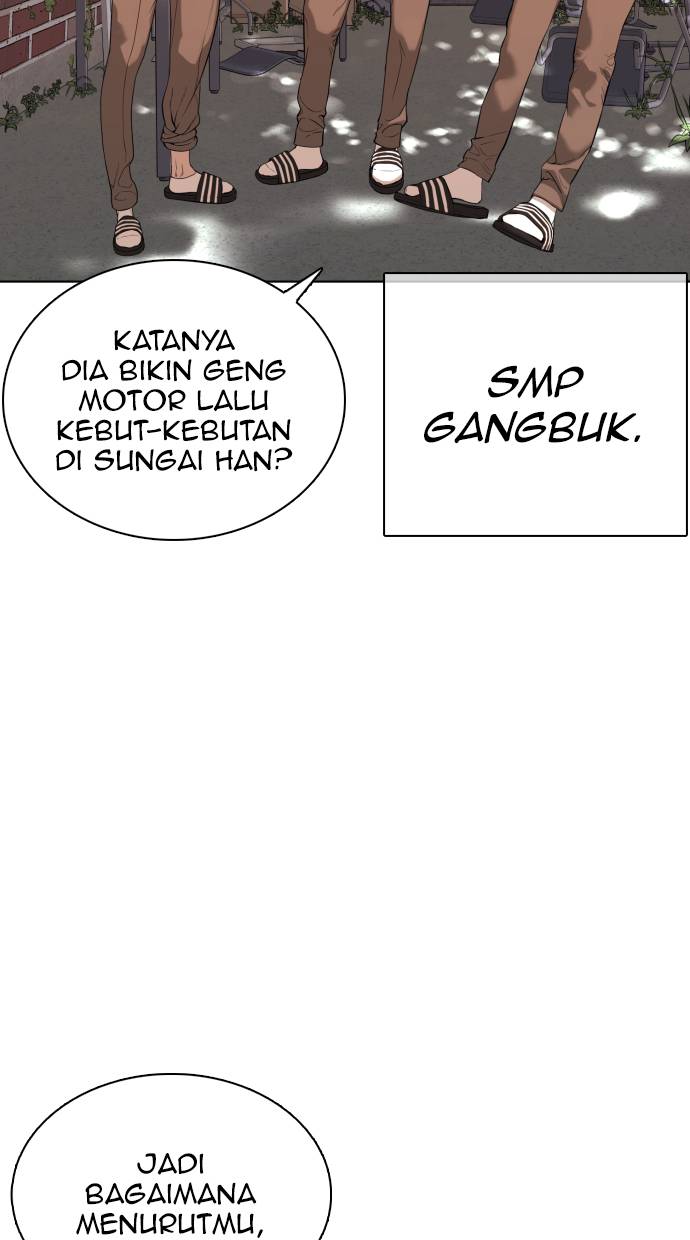 KATANYA
DIA BIKIN GENG
MOTOR LALU
KEBUT-KEBUTAN
DI SUNGAI HAN?
SMP
GANGBUK.
JADI
BAGAIMANA
MENURUTMU,